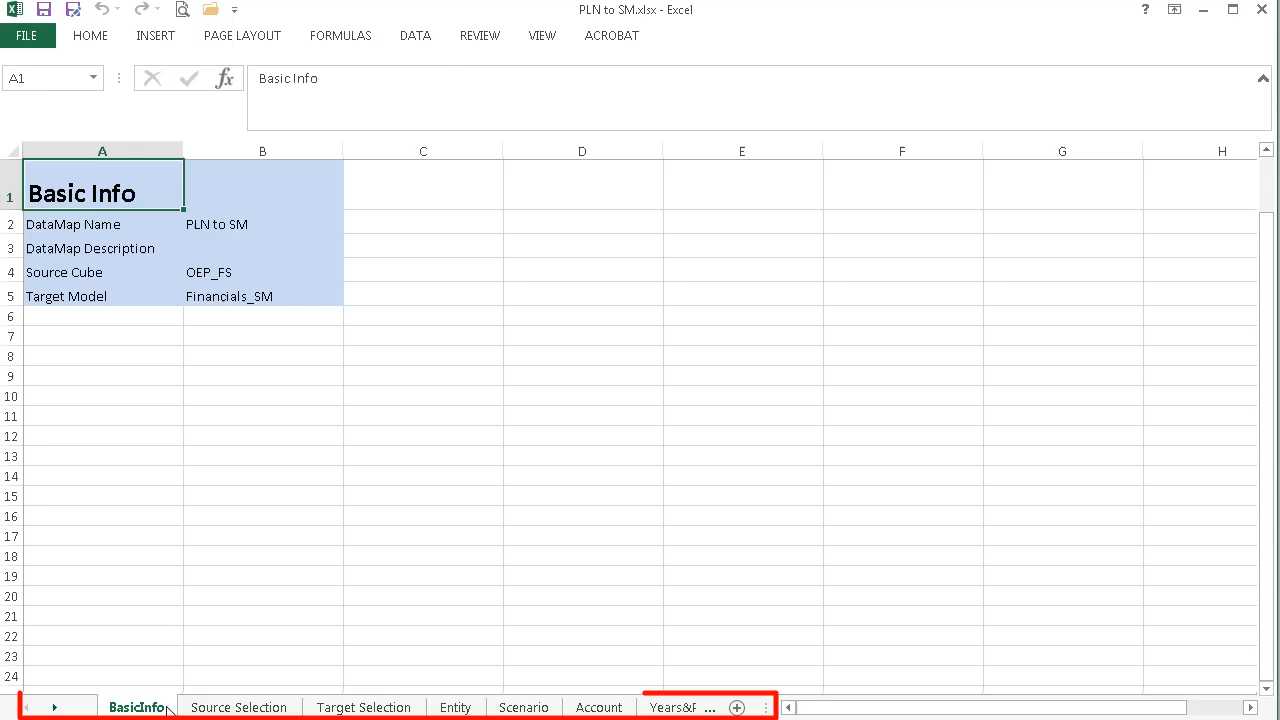 PLN to SM.xlsx - Excel
?
FILE HOME INSERT PAGE LAYOUT FORMULAS DATA REVIEW VIEW ACROBAT
A1 fx Basic Info
A B C D E F G H
1 Basic Info
2 DataMap Name PLN to SM
3 DataMap Description
4 Source Cube OEP_FS
5 Target Model Financials_SM
6
7
8
9
10
11
12
13
14
15
16
17
18
19
20
21
22
23
24
BasicInfo Source Selection Target Selection Entity Scenario Account Years&P ...